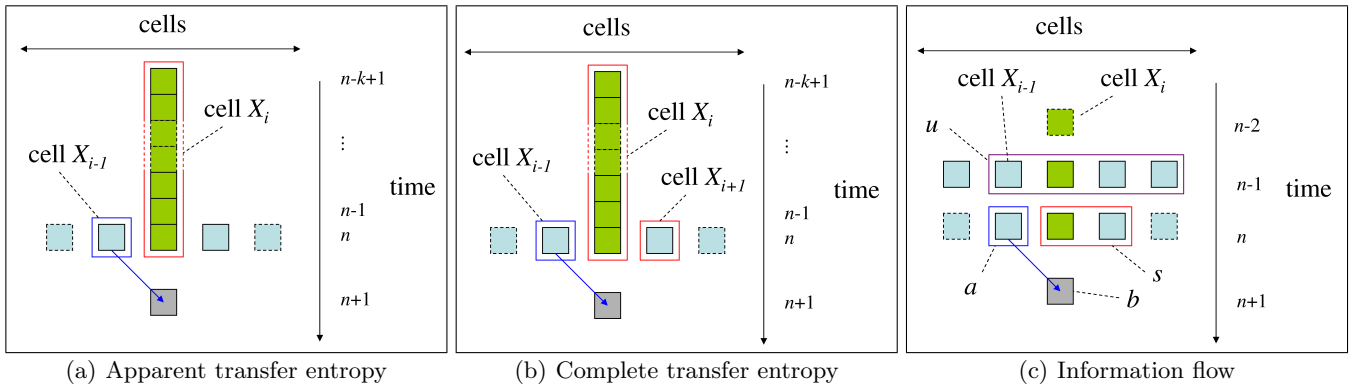 cells
n-k+1
cell X_i
⋮
cell X_{i-1}
time
n-1
n
n+1
(a) Apparent transfer entropy
cells
n-k+1
cell X_i
⋮
cell X_{i-1}
cell X_{i+1}
time
n-1
n
n+1
(b) Complete transfer entropy
cells
cell X_{i-1}
cell X_i
u
n-2
n-1
time
n
a
s
b
n+1
(c) Information flow